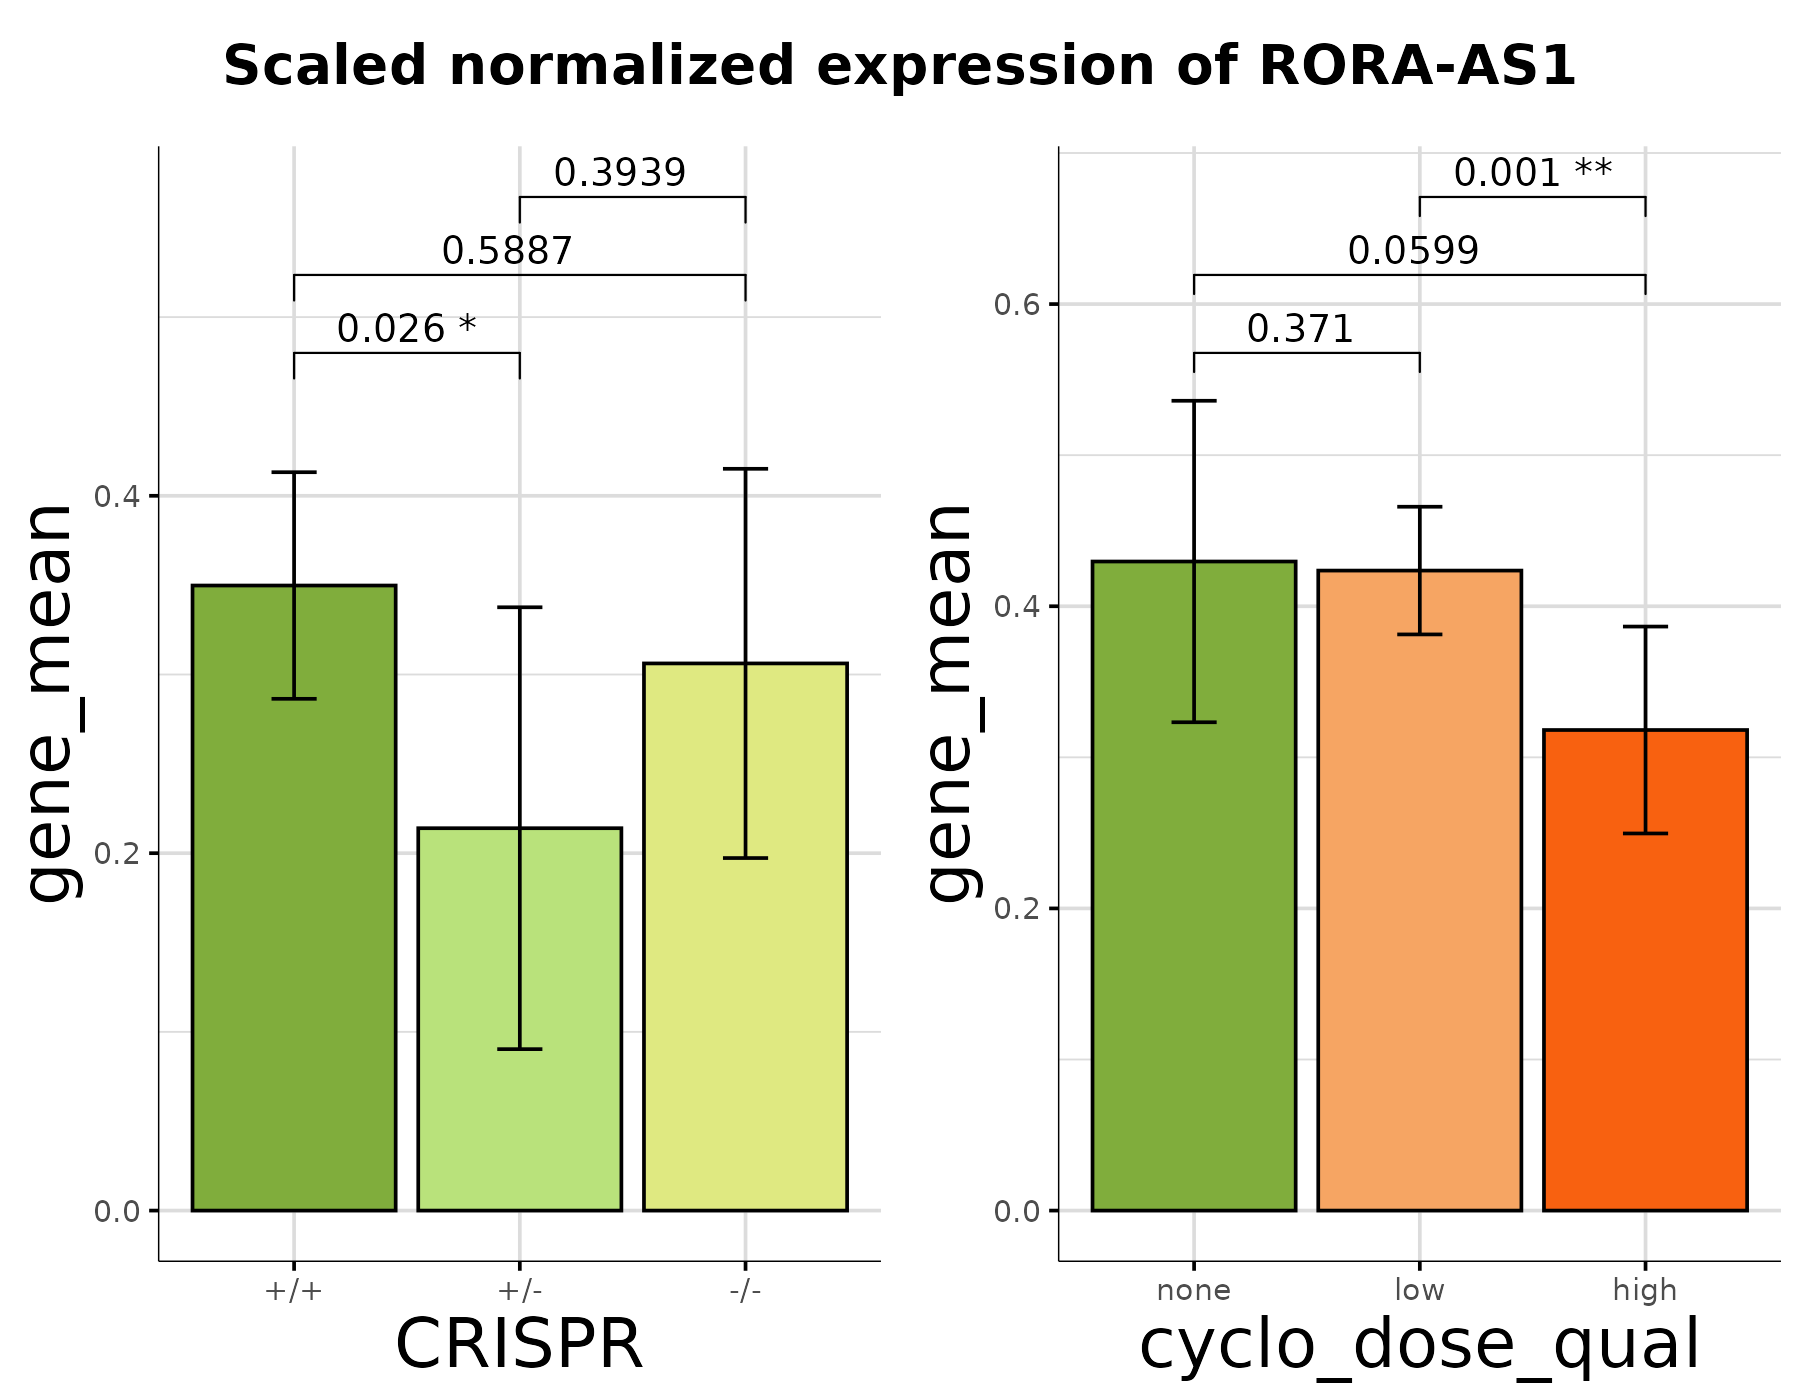 Scaled normalized expression of RORA-AS1
0.3939
0.5887
0.026 *
0.4
0.2
0.0
gene_mean
+/+
+/-
-/-
CRISPR
0.001 **
0.0599
0.371
0.6
0.4
0.2
0.0
gene_mean
none
low
high
cyclo_dose_qual